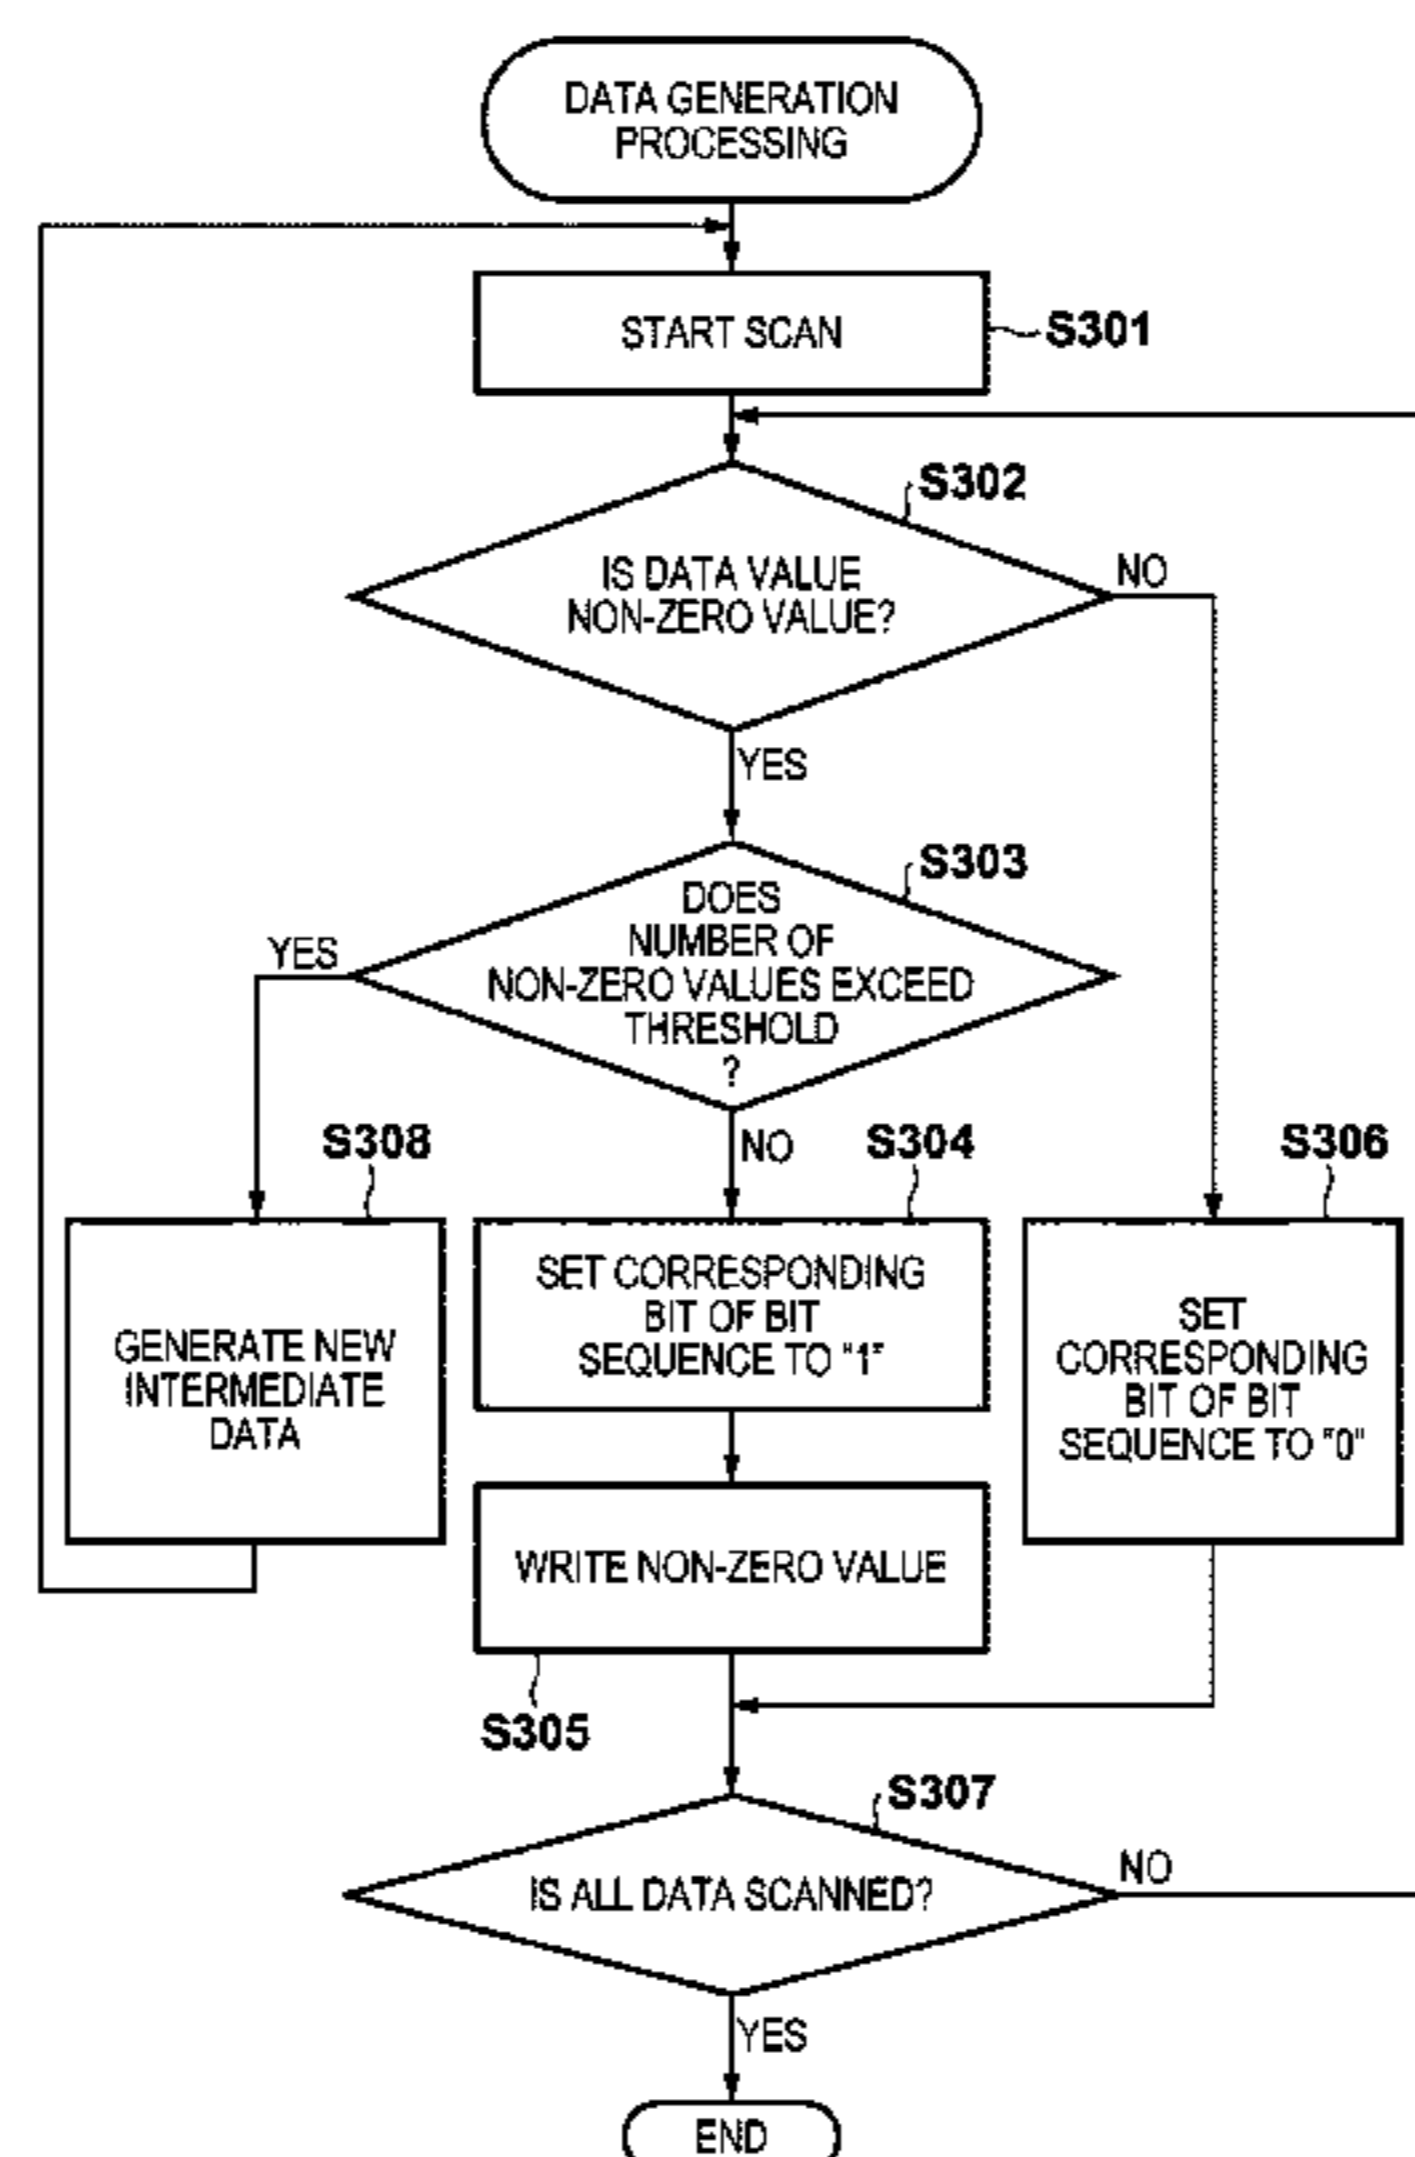 DATA GENERATION
PROCESSING
START SCAN
S301
S302
IS DATA VALUE
NON-ZERO VALUE?
NO
YES
S303
DOES
NUMBER OF
NON-ZERO VALUES EXCEED
THRESHOLD
?
YES
NO
S308
S304
S306
GENERATE NEW
INTERMEDIATE
DATA
SET CORRESPONDING
BIT OF BIT
SEQUENCE TO "1"
SET
CORRESPONDING
BIT OF BIT
SEQUENCE TO "0"
WRITE NON-ZERO VALUE
S305
S307
IS ALL DATA SCANNED?
NO
YES
END